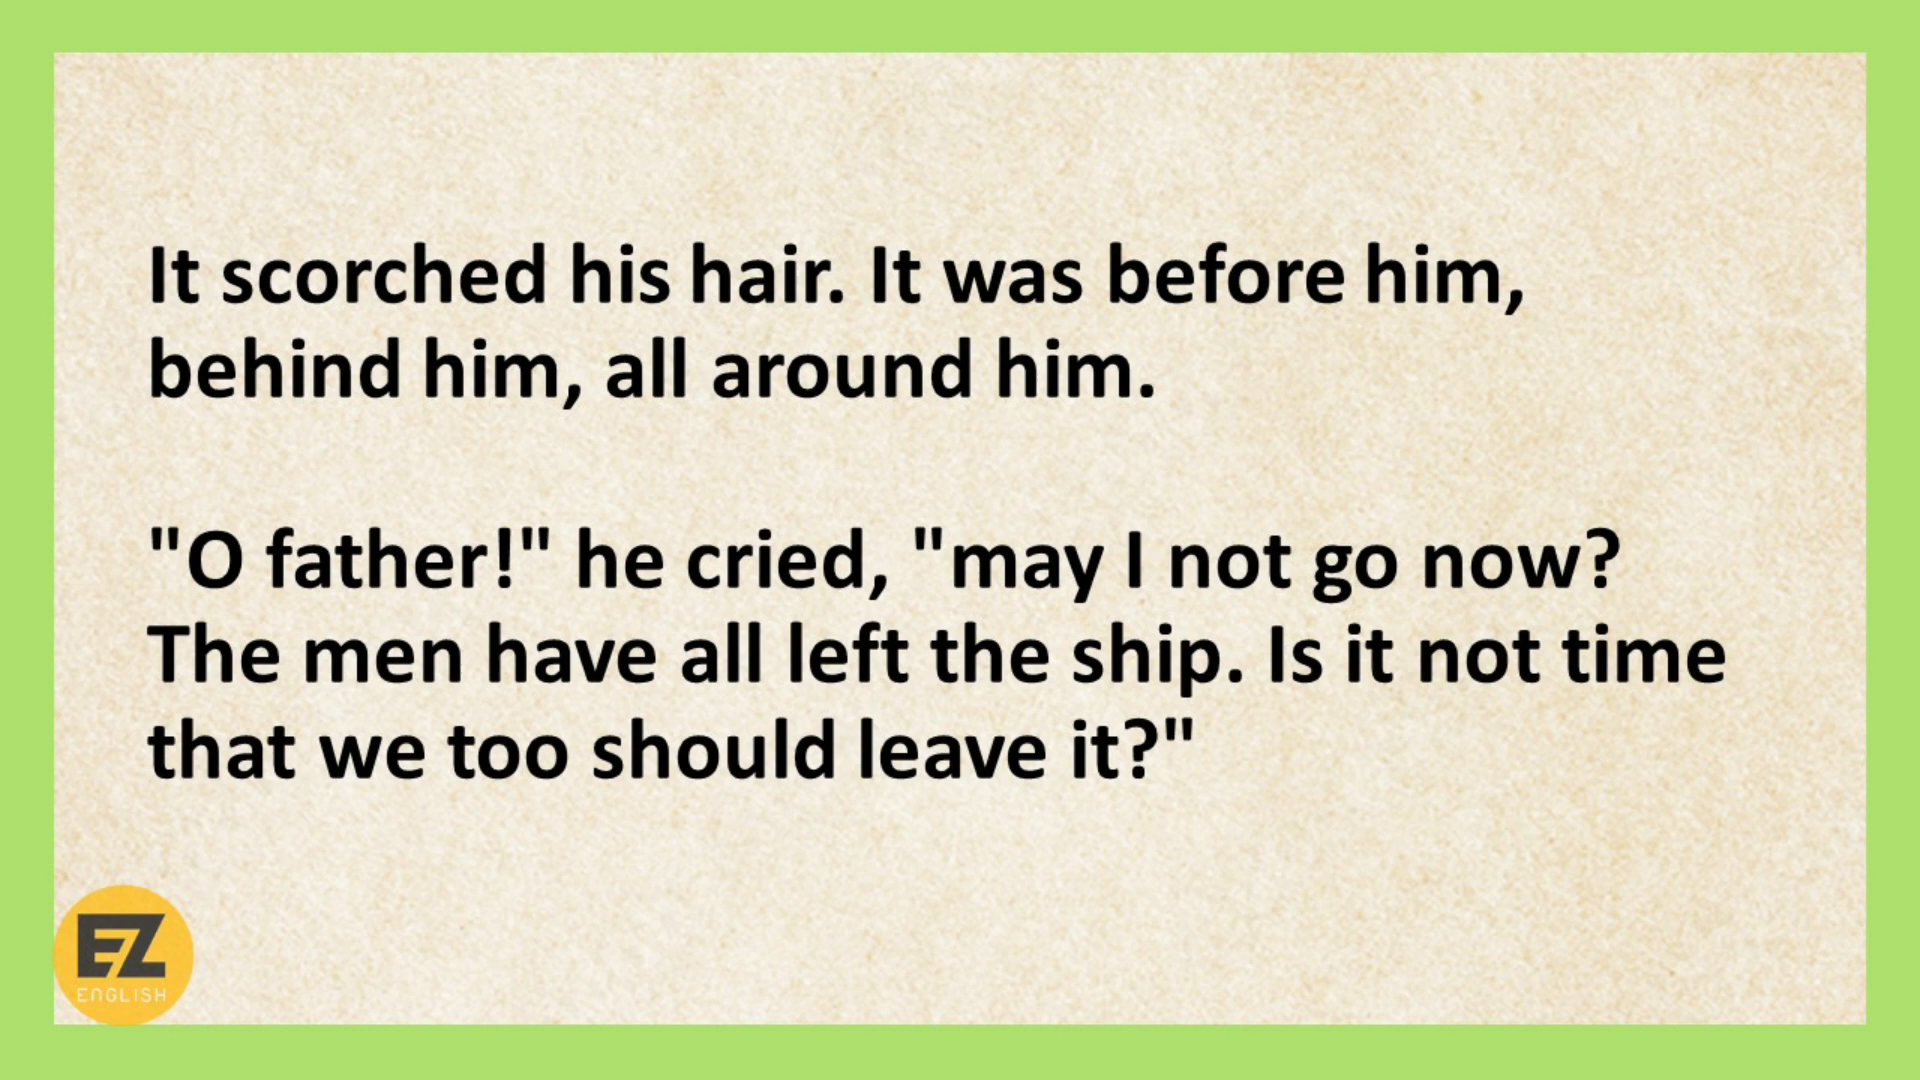 It scorched his hair. It was before him,
behind him, all around him.
"O father!" he cried, "may I not go now?
The men have all left the ship. Is it not time
that we too should leave it?"
EZ
ENGLISH